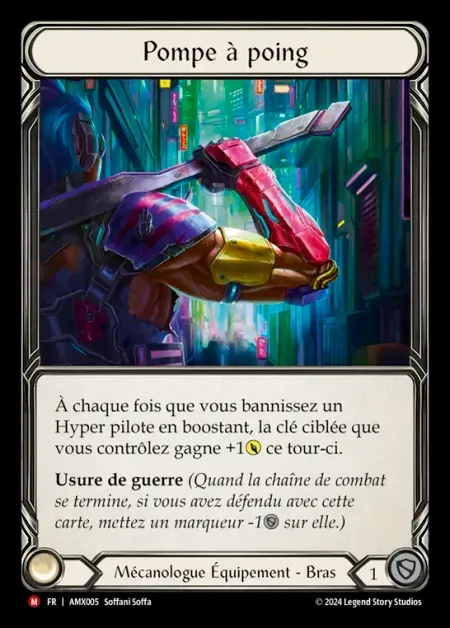 Pompe à poing
À chaque fois que vous bannissez un
Hyper pilote en boostant, la clé ciblée que
vous contrôlez gagne +1 ce tour-ci.
Usure de guerre (Quand la chaîne de combat
se termine, si vous avez défendu avec cette
carte, mettez un marqueur -1 sur elle.)
Mécanologue Équipement - Bras
1
M FR | AMX005 Soffani Soffa
© 2024 Legend Story Studios